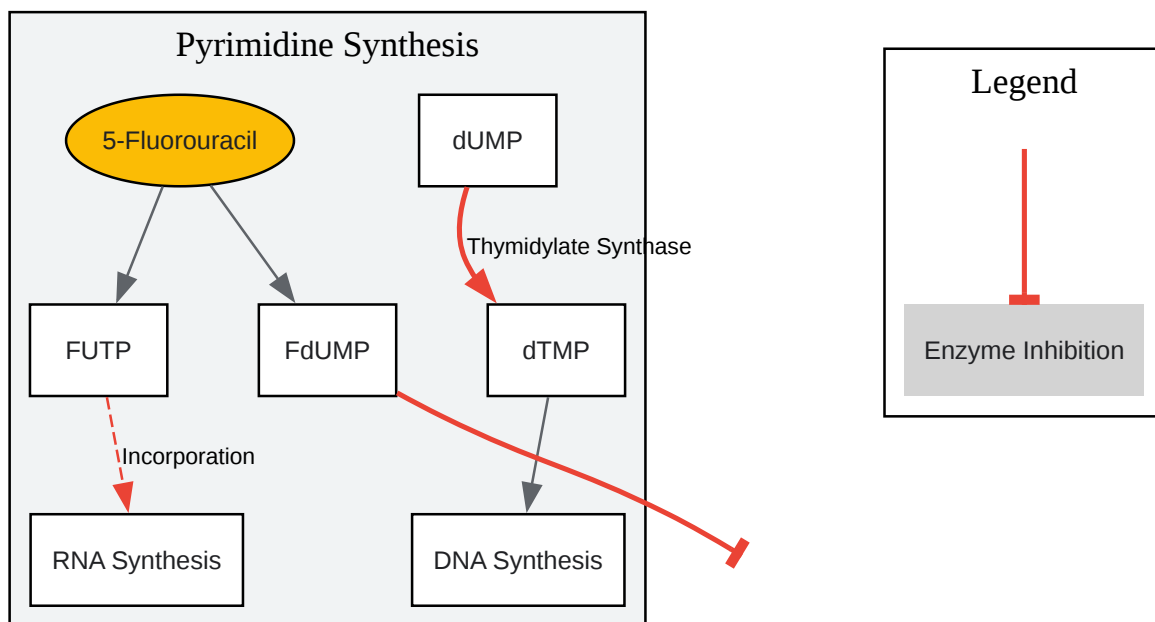 Pyrimidine Synthesis
Legend
5-Fluorouracil
dUMP
Thymidylate Synthase
FUTP
FdUMP
dTMP
Enzyme Inhibition
Incorporation
RNA Synthesis
DNA Synthesis